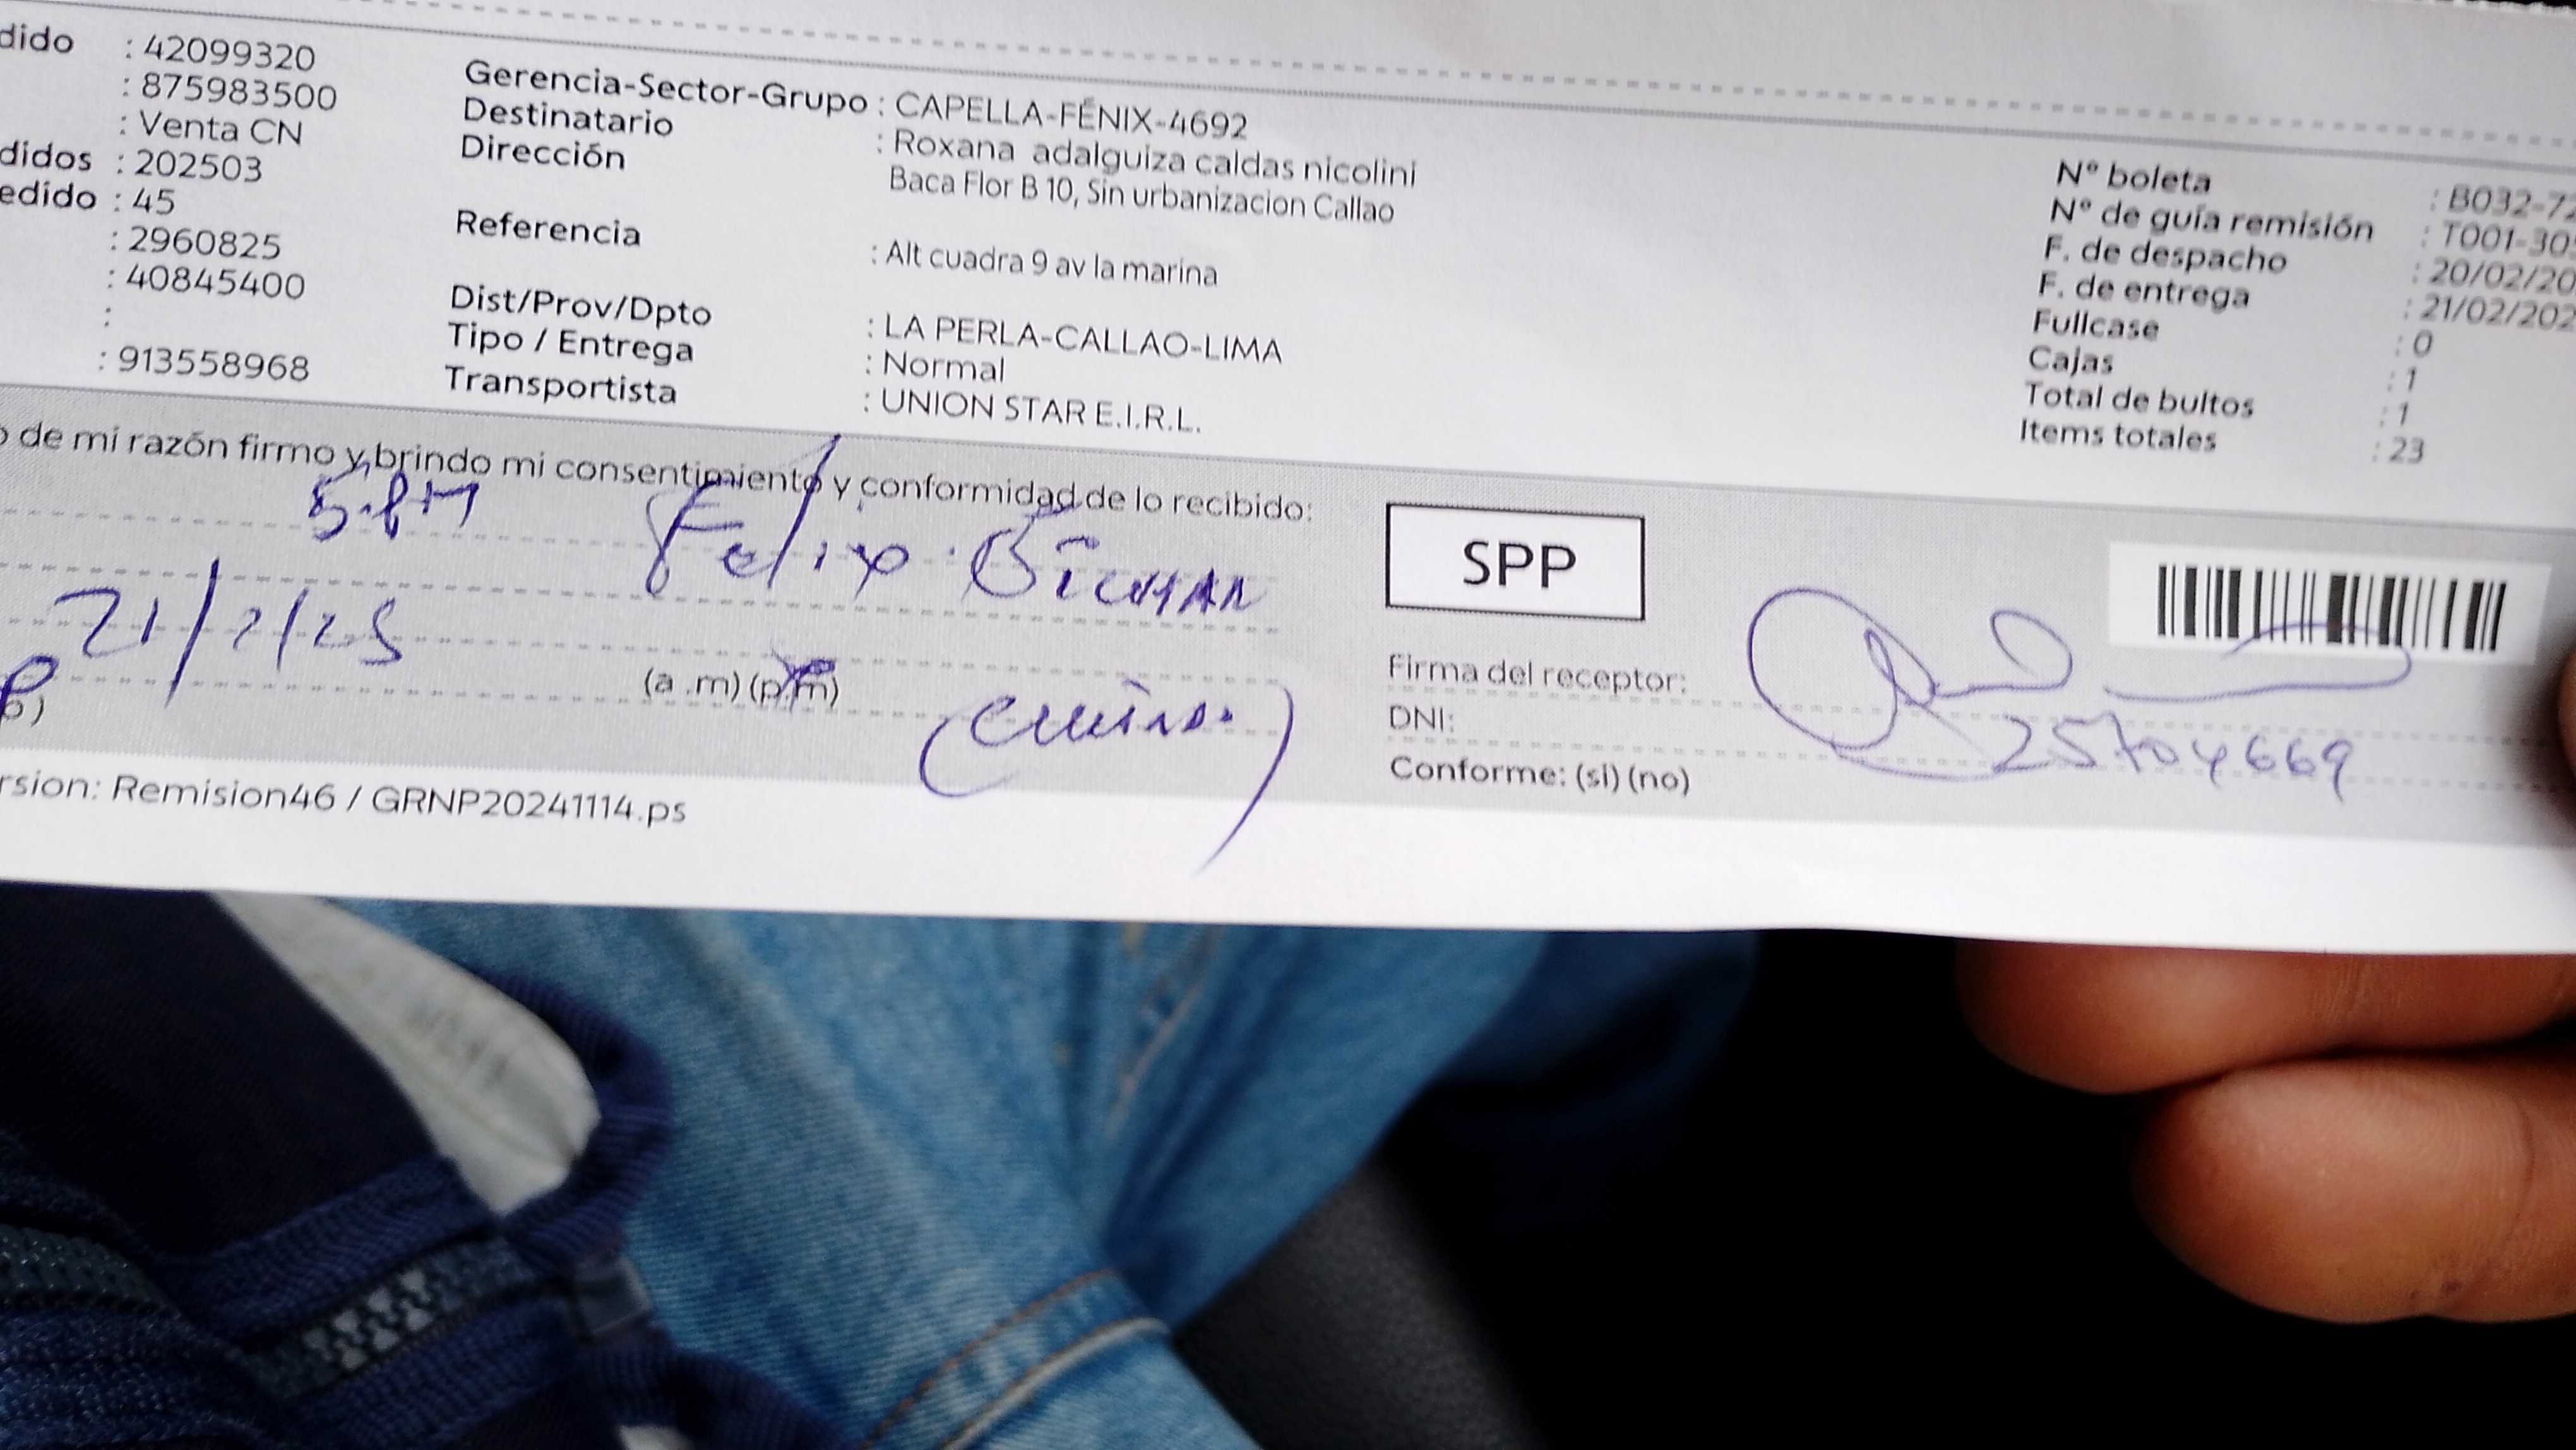 dido : 42099320
: 875983500
: Venta CN
didos : 202503
edido : 45
: 2960825
: 40845400
:
: 913558968
Gerencia-Sector-Grupo : CAPELLA-FÉNIX-4692
Destinatario : Roxana adalguiza caldas nicolini
Dirección Baca Flor B 10, Sin urbanizacion Callao
Referencia : Alt cuadra 9 av la marina
Dist/Prov/Dpto : LA PERLA-CALLAO-LIMA
Tipo / Entrega : Normal
Transportista : UNION STAR E.I.R.L.
N° boleta : B032-72
N° de guía remisión : T001-30
F. de despacho : 20/02/20
F. de entrega : 21/02/202
Fullcase : 0
Cajas : 1
Total de bultos : 1
Items totales : 23
o de mi razón firmo y brindo mi consentimiento y conformidad de lo recibido:
Felix
21/2/25
(a .m) (p.m)
SPP
Firma del receptor:
DNI: 25704669
Conforme: (si) (no)
rsion: Remision46 / GRNP20241114.ps